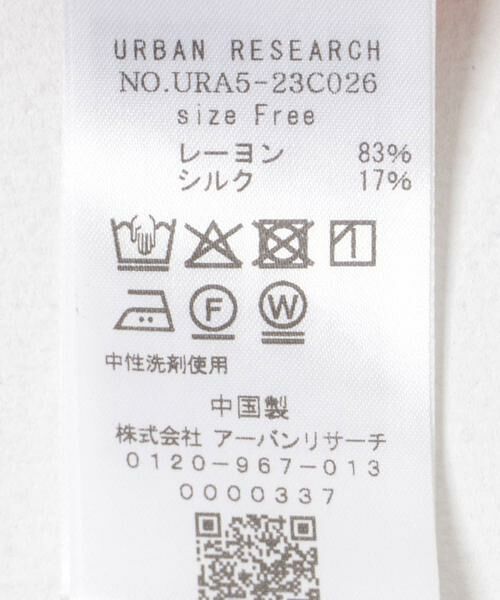 URBAN RESEARCH
NO.URA5-23C026
size Free
レーヨン 83%
シルク 17%
F W
中性洗剤使用
中国製
株式会社 アーバンリサーチ
0120-967-013
0000337